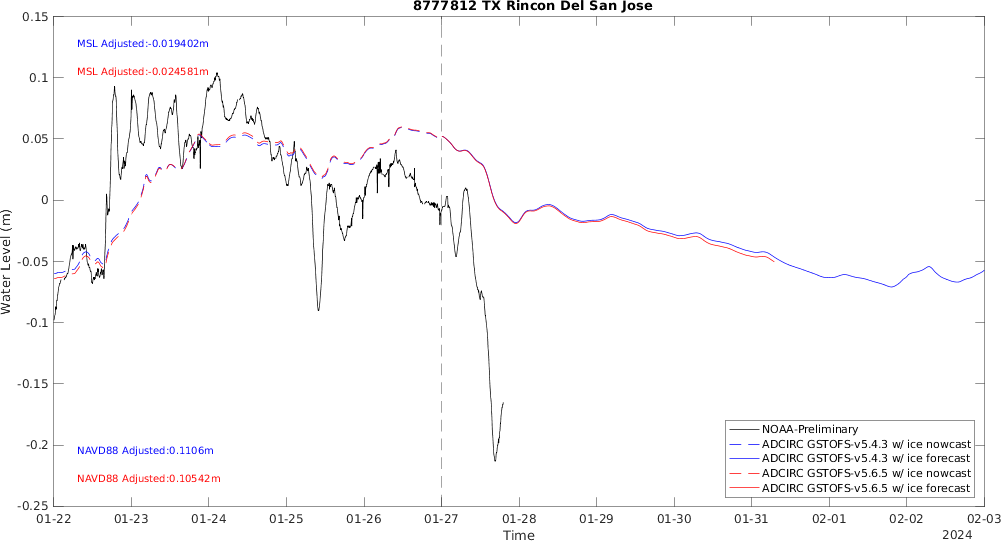 8777812 TX Rincon Del San Jose
0.15
0.1
0.05
0
-0.05
-0.1
-0.15
-0.2
-0.25
Water Level (m)
MSL Adjusted:-0.019402m
MSL Adjusted:-0.024581m
NAVD88 Adjusted:0.1106m
NAVD88 Adjusted:0.10542m
NOAA-Preliminary
ADCIRC GSTOFS-v5.4.3 w/ ice nowcast
ADCIRC GSTOFS-v5.4.3 w/ ice forecast
ADCIRC GSTOFS-v5.6.5 w/ ice nowcast
ADCIRC GSTOFS-v5.6.5 w/ ice forecast
01-22 01-23 01-24 01-25 01-26 01-27 01-28 01-29 01-30 01-31 02-01 02-02 02-03
Time
2024